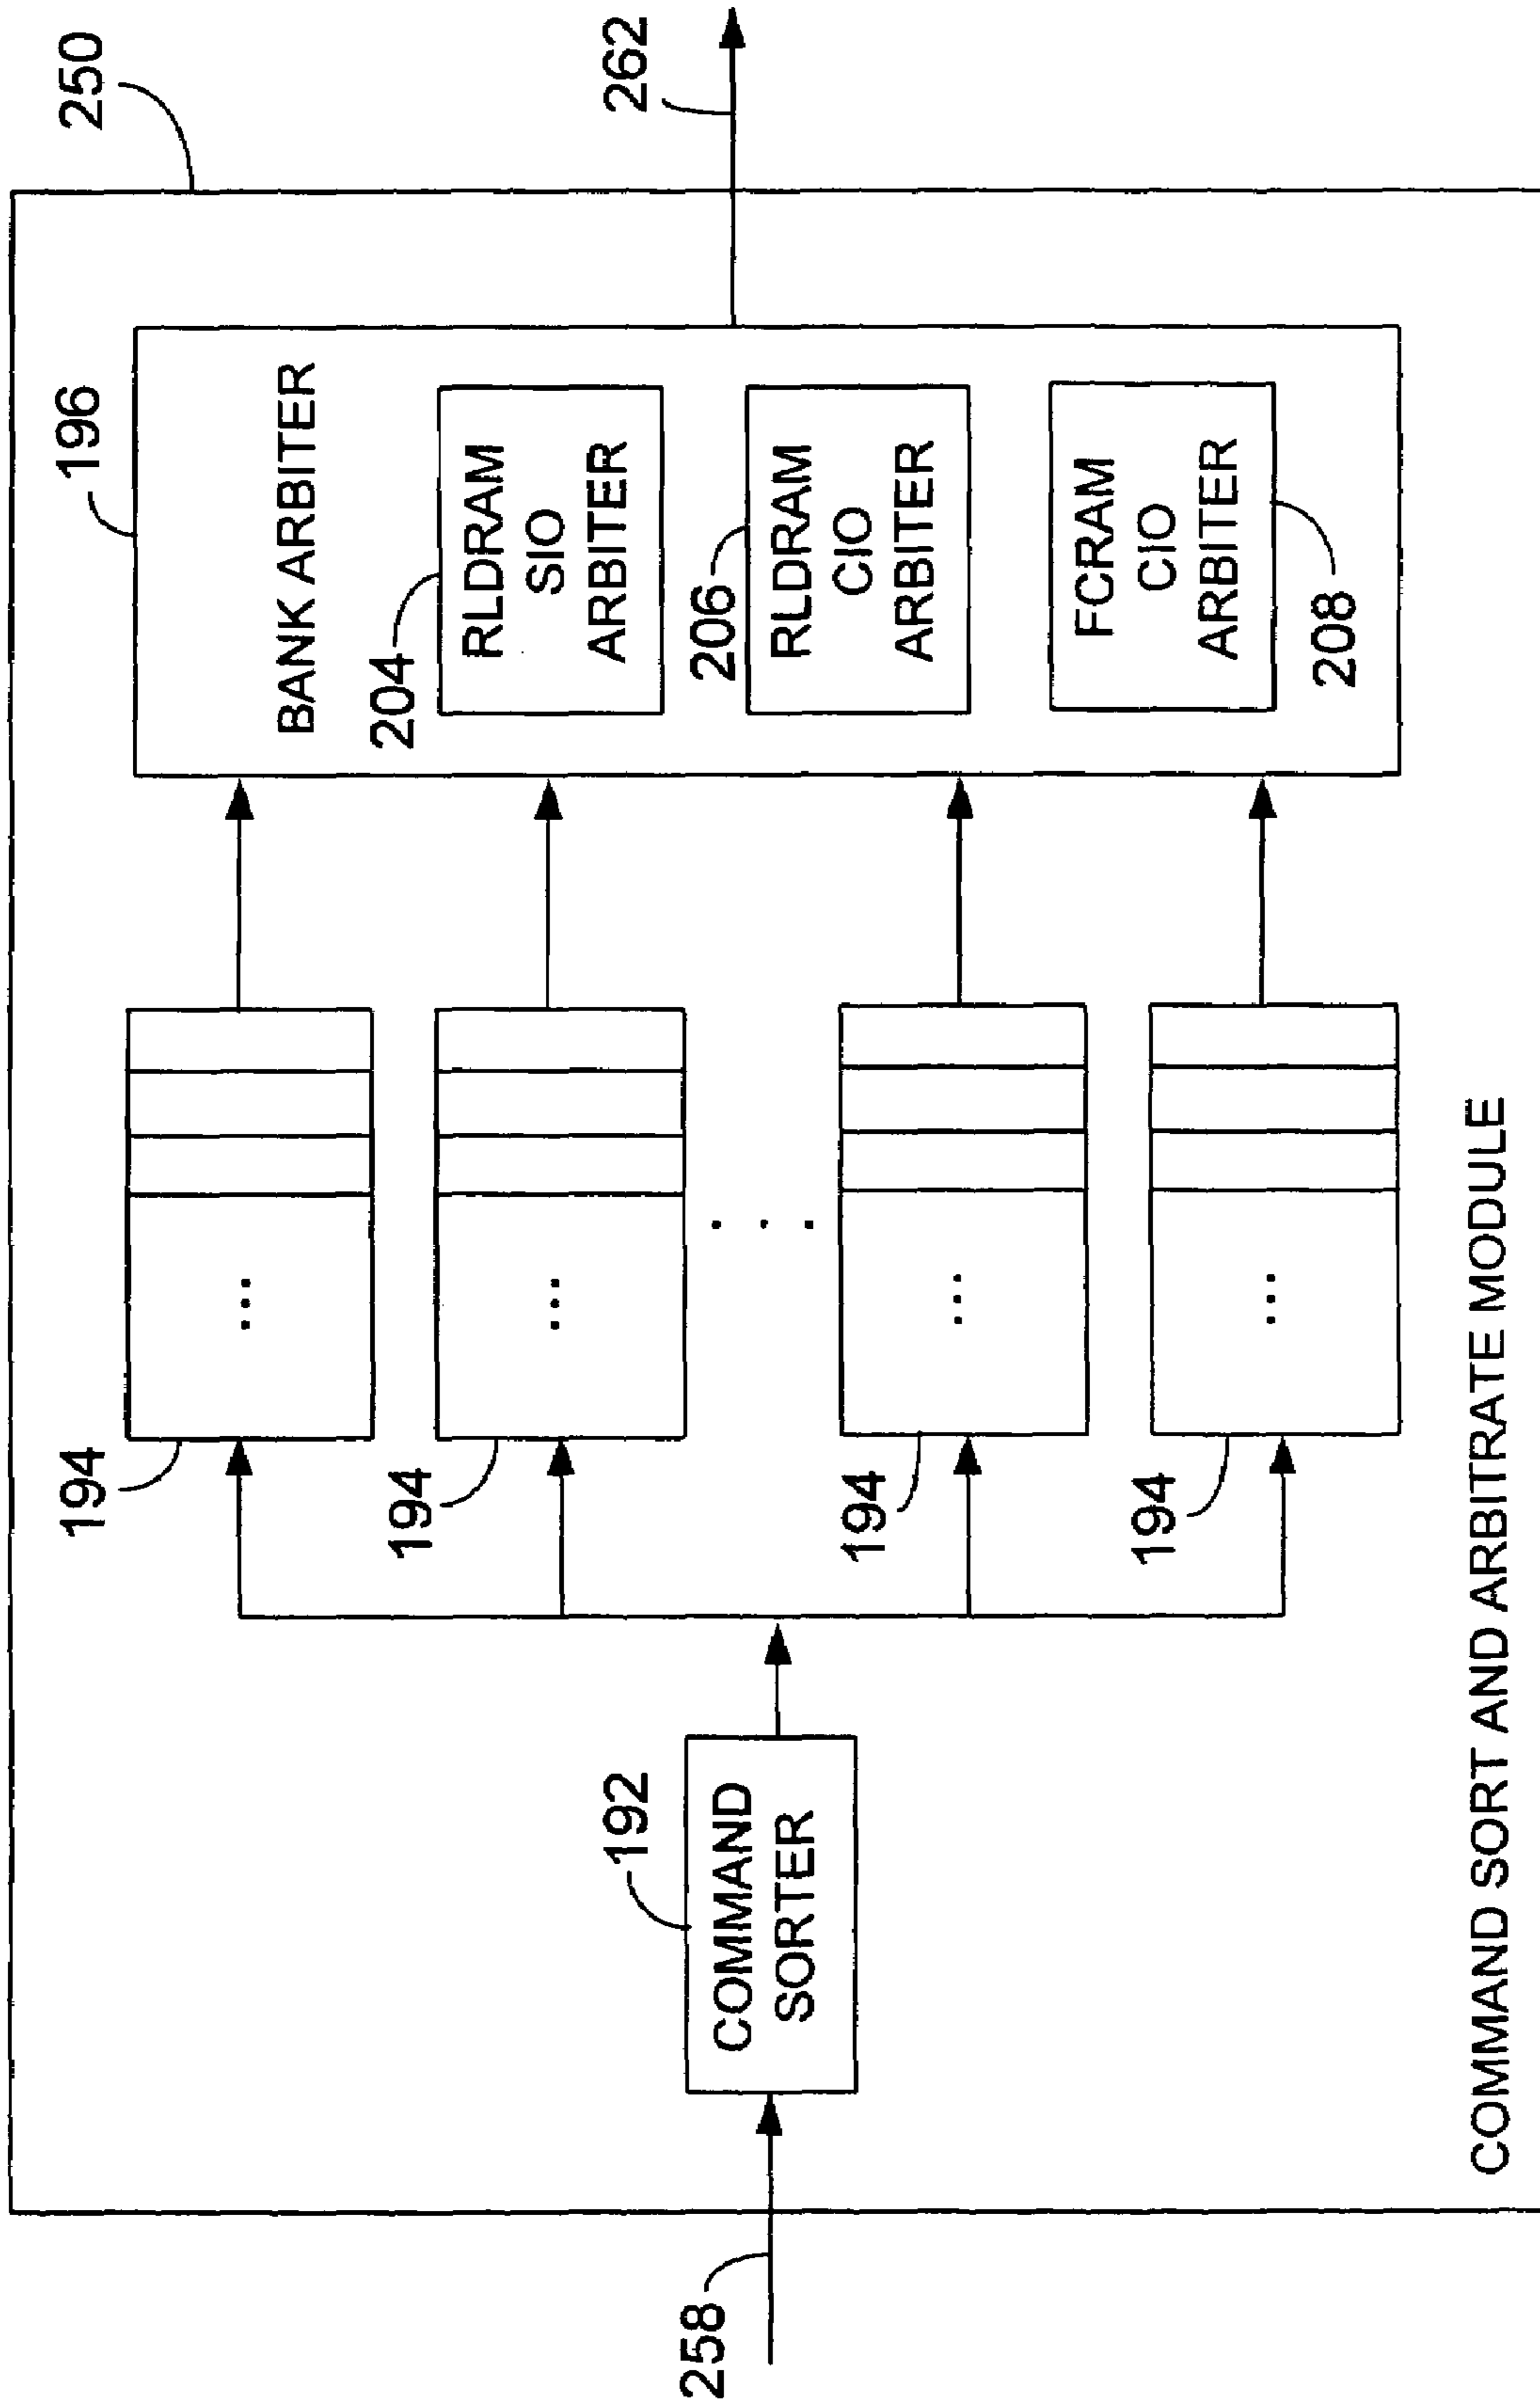 250
196
BANK ARBITER
262
194
204
RLDRAM
SIO
ARBITER
194
...
...
206
RLDRAM
CIO
ARBITER
192
COMMAND
SORTER
258
. . .
194
...
FCRAM
CIO
ARBITER
194
...
208
COMMAND SORT AND ARBITRATE MODULE